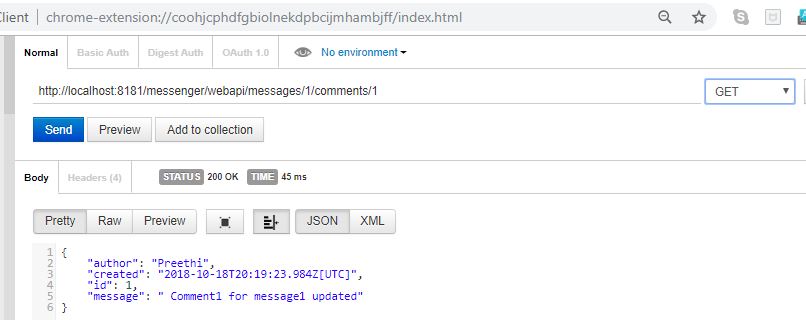 Client chrome-extension://coohjcphdfgbiolnekdpbcijmhambjff/index.html
Normal Basic Auth Digest Auth OAuth 1.0 No environment
http://localhost:8181/messenger/webapi/messages/1/comments/1 GET
Send Preview Add to collection
Body Headers (4) STATUS 200 OK TIME 45 ms
Pretty Raw Preview JSON XML
1 {
2 "author": "Preethi",
3 "created": "2018-10-18T20:19:23.984Z[UTC]",
4 "id": 1,
5 "message": " Comment1 for message1 updated"
6 }